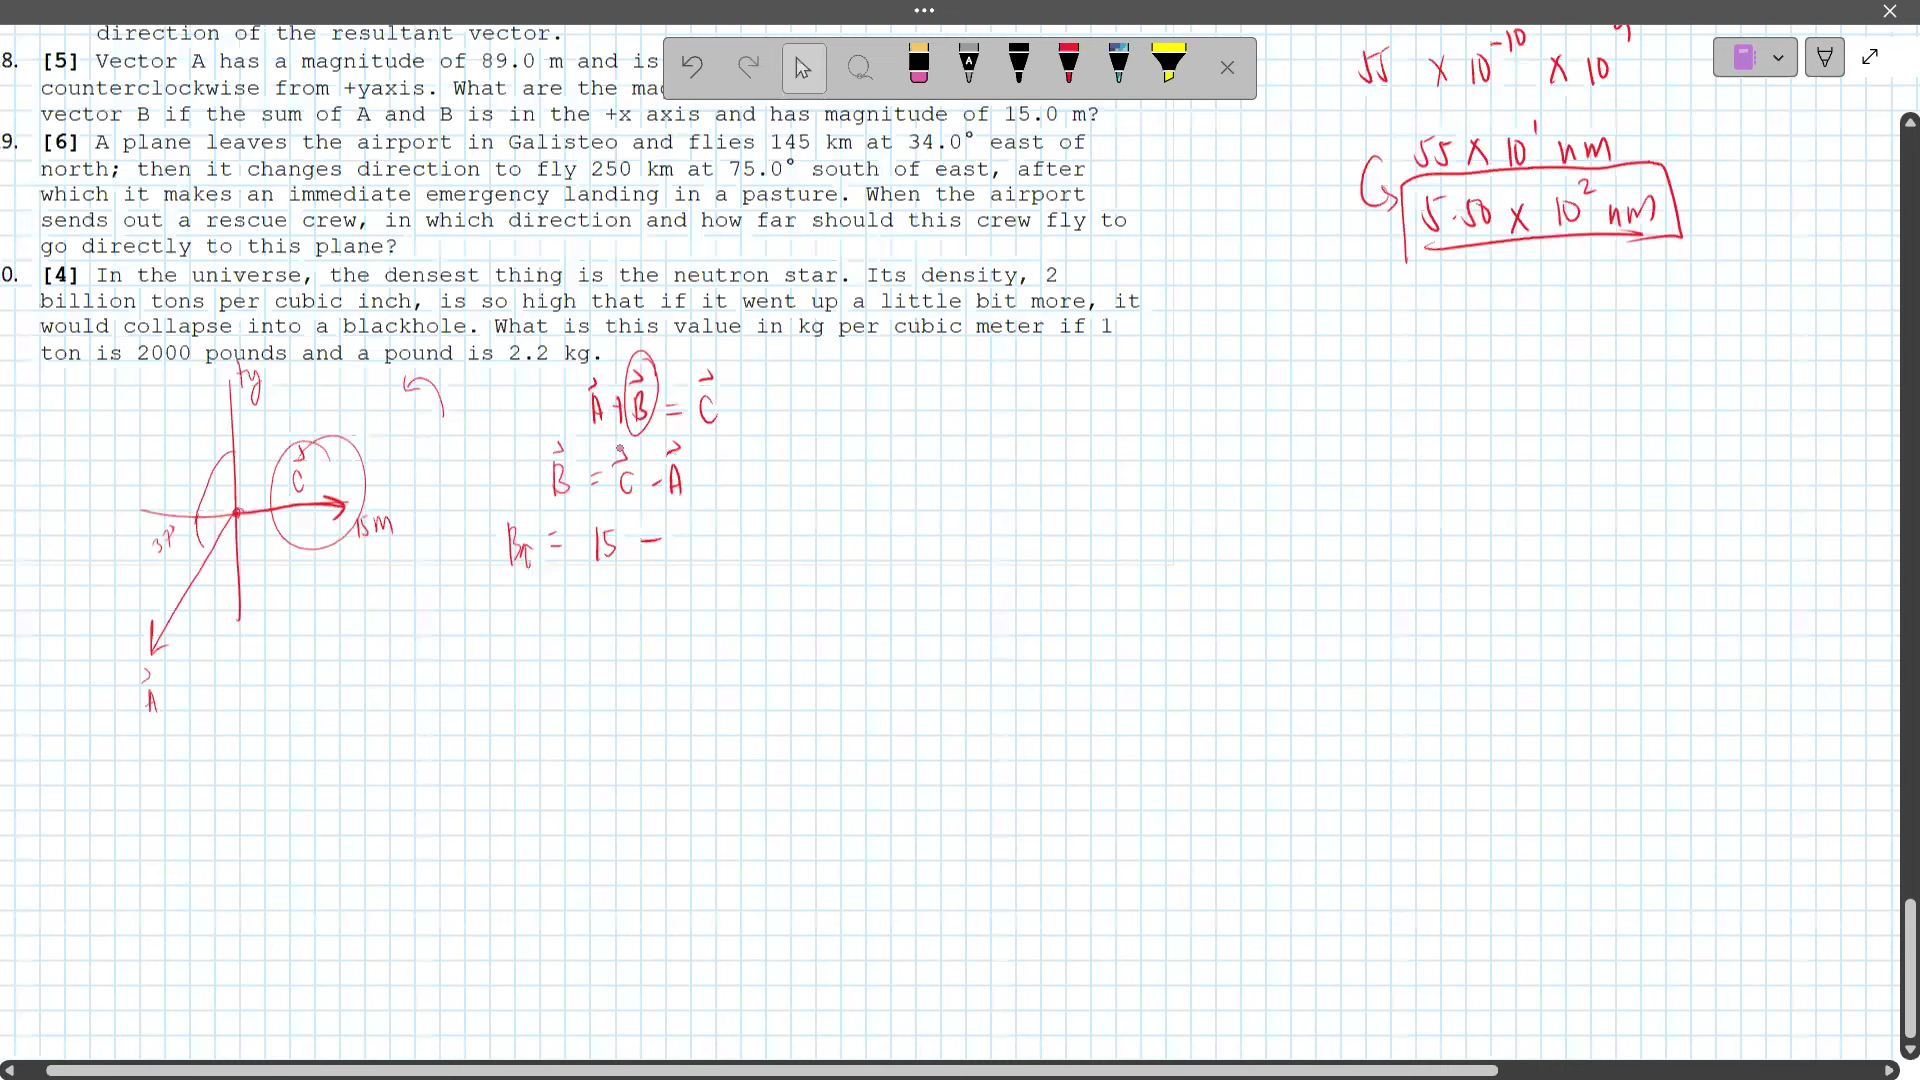 direction of the resultant vector.
8. [5] Vector A has a magnitude of 89.0 m and is
counterclockwise from +yaxis. What are the
vector B if the sum of A and B is in the +x axis and has magnitude of 15.0 m?
9. [6] A plane leaves the airport in Galisteo and flies 145 km at 34.0° east of
north; then it changes direction to fly 250 km at 75.0° south of east, after
which it makes an immediate emergency landing in a pasture. When the airport
sends out a rescue crew, in which direction and how far should this crew fly to
go directly to this plane?
0. [4] In the universe, the densest thing is the neutron star. Its density, 2
billion tons per cubic inch, is so high that if it went up a little bit more, it
would collapse into a blackhole. What is this value in kg per cubic meter if 1
ton is 2000 pounds and a pound is 2.2 kg.
55 × 10⁻¹⁰ × 10
55 × 10¹ nm
5.50 × 10² nm
+y
C⃗
15m
37°
A⃗
A⃗ + B⃗ = C⃗
B⃗ = C⃗ - A⃗
Bx = 15 -